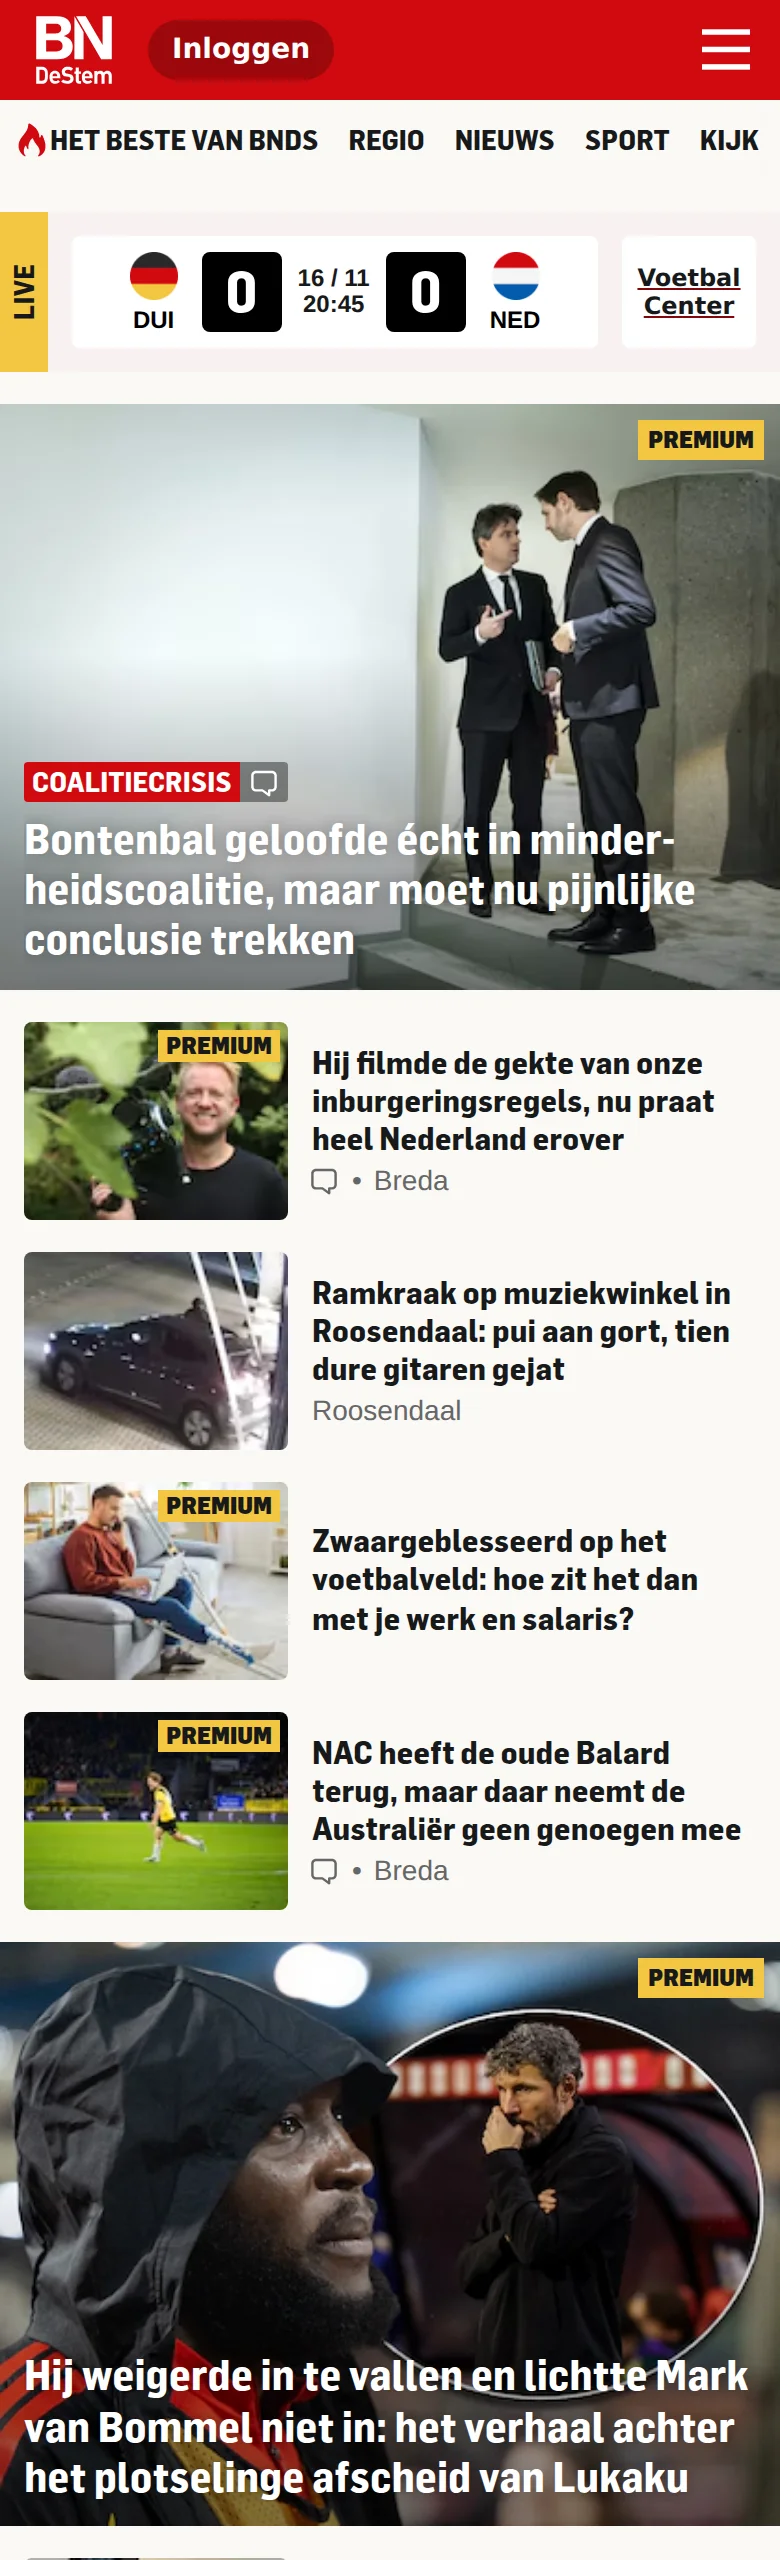 BN
DeStem
Inloggen
HET BESTE VAN BNDS
REGIO
NIEUWS
SPORT
KIJK
LIVE
DUI
0
16 / 11
20:45
0
NED
Voetbal
Center
PREMIUM
COALITIECRISIS
Bontenbal geloofde écht in minder-
heidscoalitie, maar moet nu pijnlijke
conclusie trekken
PREMIUM
Hij filmde de gekte van onze
inburgeringsregels, nu praat
heel Nederland erover
• Breda
Ramkraak op muziekwinkel in
Roosendaal: pui aan gort, tien
dure gitaren gejat
Roosendaal
PREMIUM
Zwaargeblesseerd op het
voetbalveld: hoe zit het dan
met je werk en salaris?
PREMIUM
NAC heeft de oude Balard
terug, maar daar neemt de
Australiër geen genoegen mee
• Breda
PREMIUM
Hij weigerde in te vallen en lichtte Mark
van Bommel niet in: het verhaal achter
het plotselinge afscheid van Lukaku